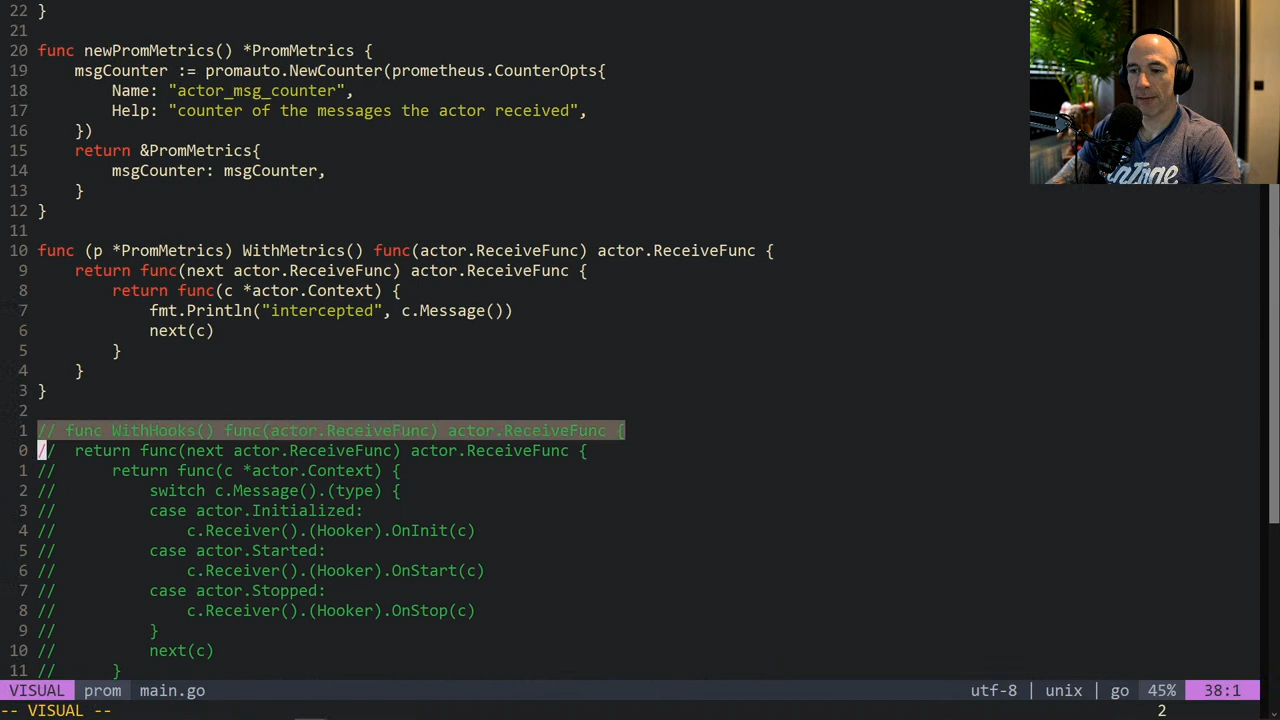 22 }
21
20 func newPromMetrics() *PromMetrics {
19     msgCounter := promauto.NewCounter(prometheus.CounterOpts{
18         Name: "actor_msg_counter",
17         Help: "counter of the messages the actor received",
16     })
15     return &PromMetrics{
14         msgCounter: msgCounter,
13     }
12 }
11
10 func (p *PromMetrics) WithMetrics() func(actor.ReceiveFunc) actor.ReceiveFunc {
9     return func(next actor.ReceiveFunc) actor.ReceiveFunc {
8         return func(c *actor.Context) {
7             fmt.Println("intercepted", c.Message())
6             next(c)
5         }
4     }
3 }
2
1 // func WithHooks() func(actor.ReceiveFunc) actor.ReceiveFunc {
0 //  return func(next actor.ReceiveFunc) actor.ReceiveFunc {
1 //      return func(c *actor.Context) {
2 //          switch c.Message().(type) {
3 //          case actor.Initialized:
4 //              c.Receiver().(Hooker).OnInit(c)
5 //          case actor.Started:
6 //              c.Receiver().(Hooker).OnStart(c)
7 //          case actor.Stopped:
8 //              c.Receiver().(Hooker).OnStop(c)
9 //          }
10 //          next(c)
11 //      }
VISUAL prom main.go utf-8 | unix | go 45% 38:1
-- VISUAL -- 2